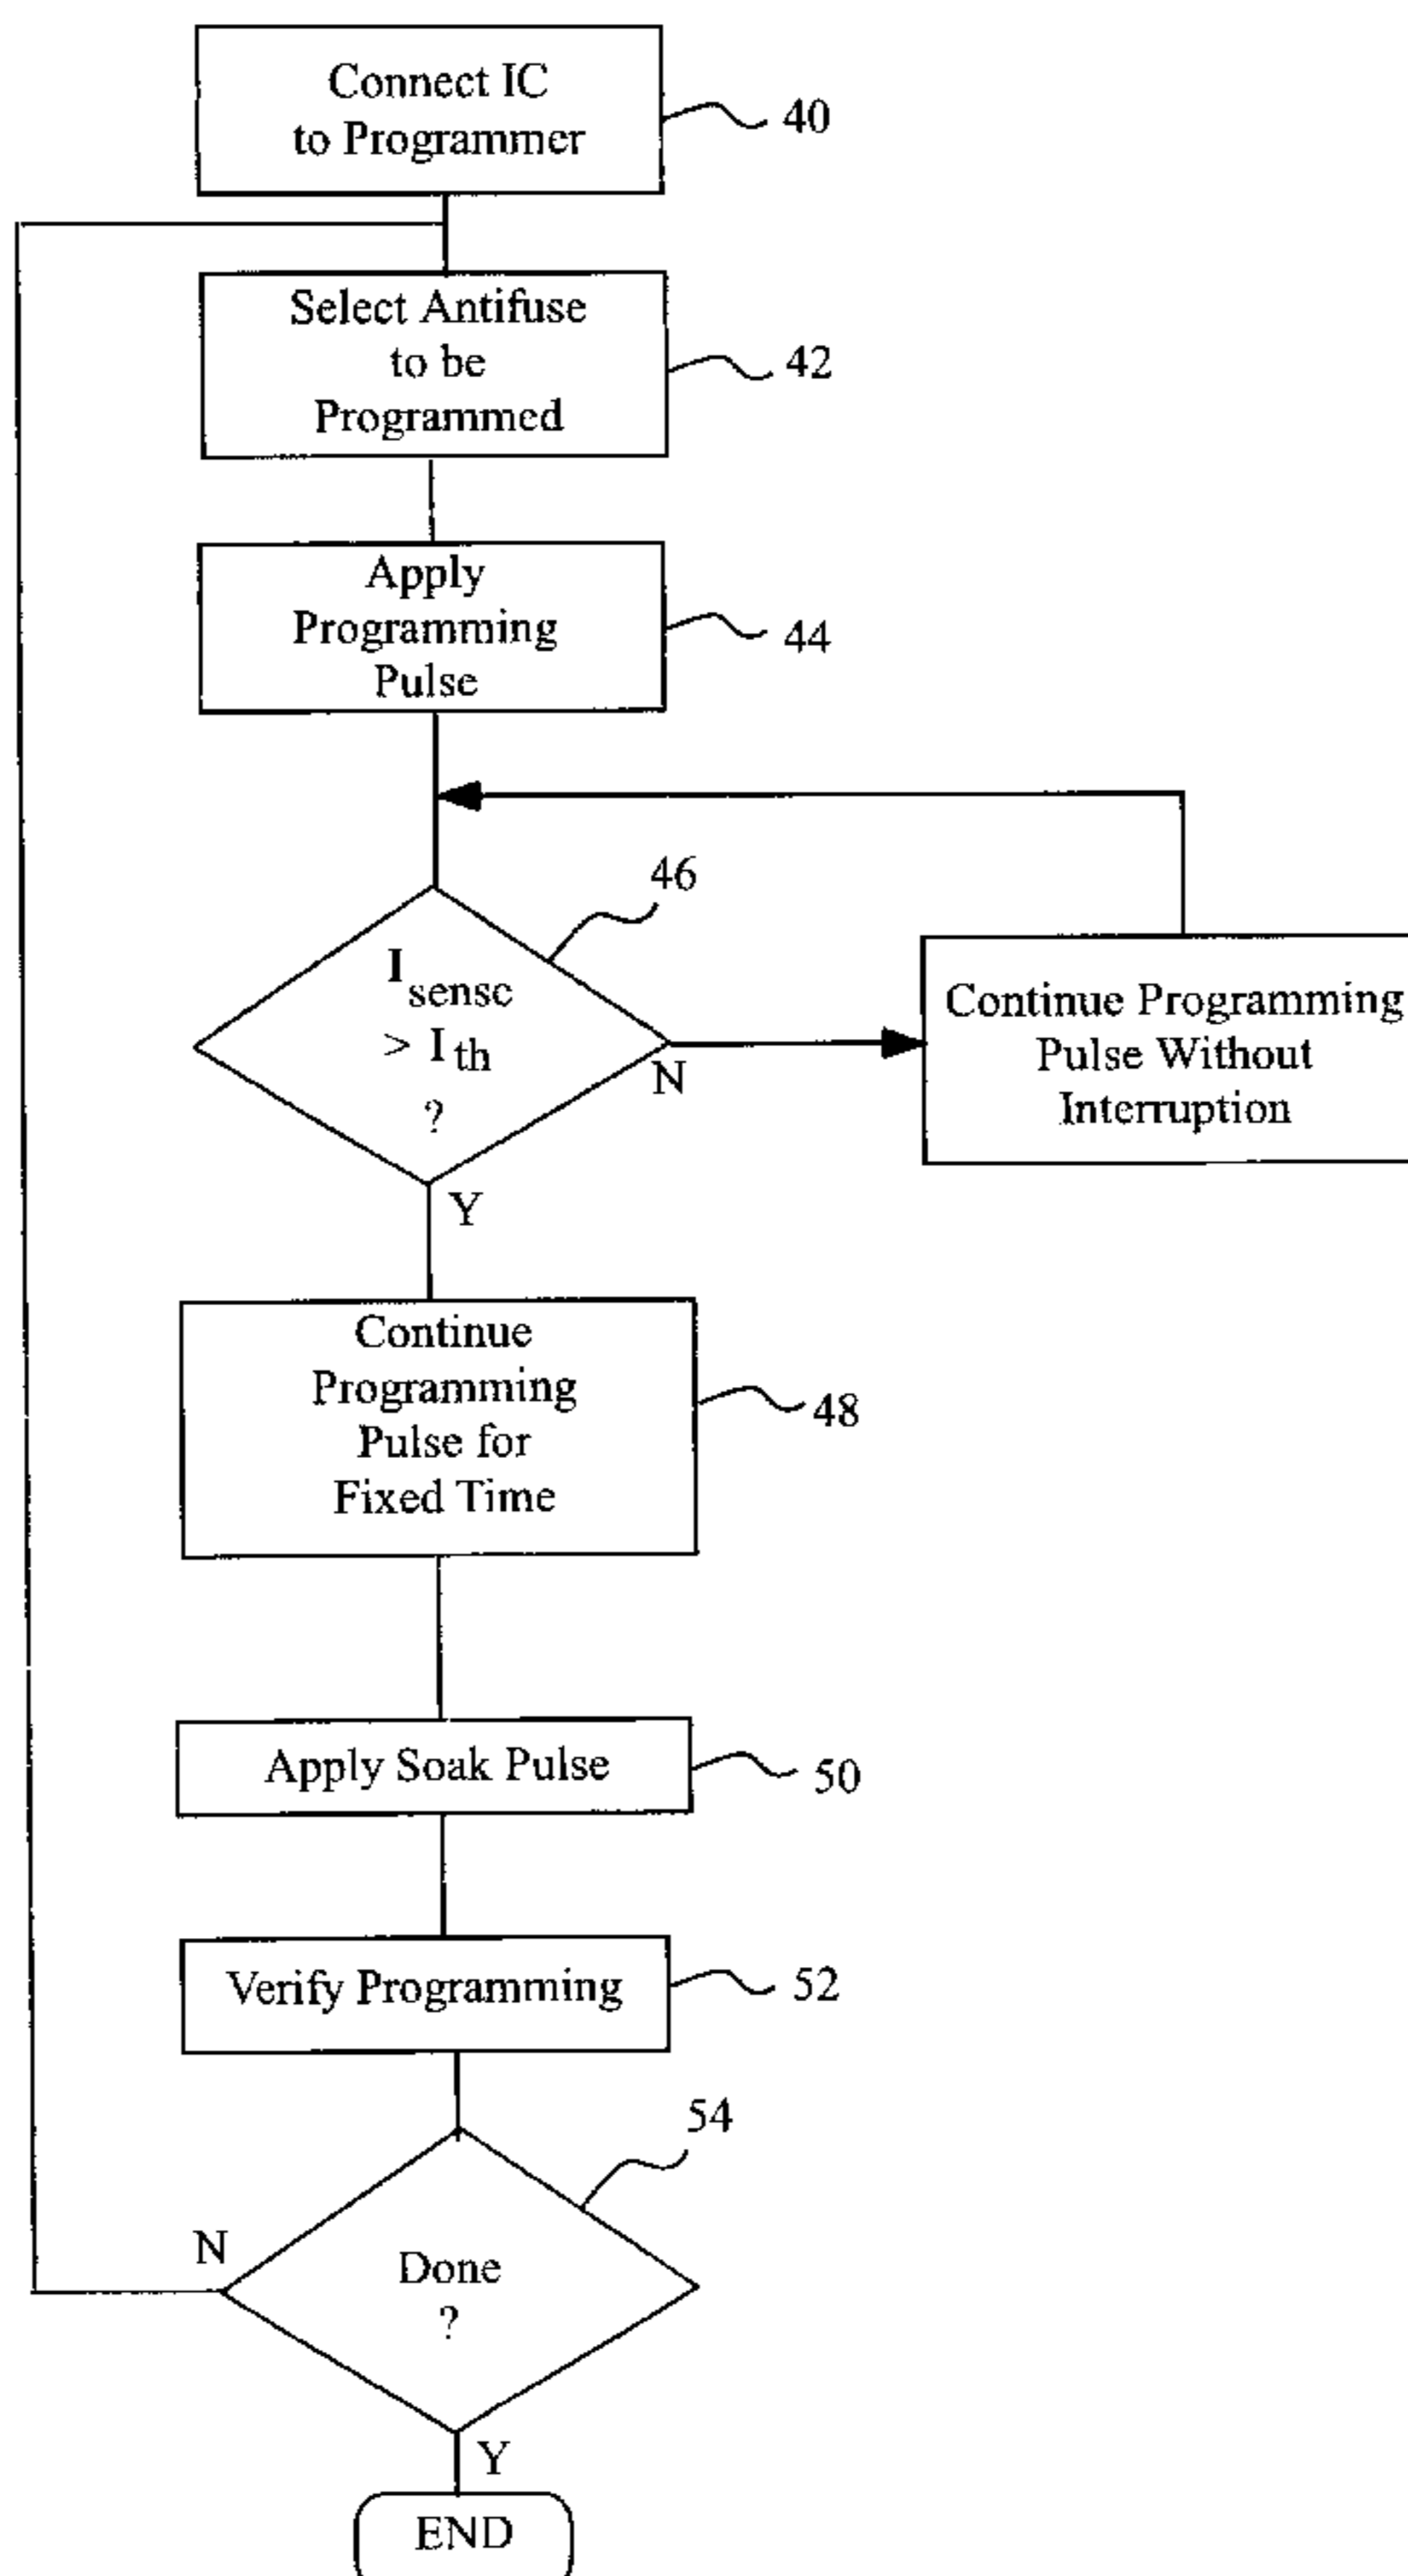 Connect IC
to Programmer
40
Select Antifuse
to be
Programmed
42
Apply
Programming
Pulse
44
46
I sense
> I th
?
N
Continue Programming
Pulse Without
Interruption
Y
Continue
Programming
Pulse for
Fixed Time
48
Apply Soak Pulse
50
Verify Programming
52
54
N
Done
?
Y
END